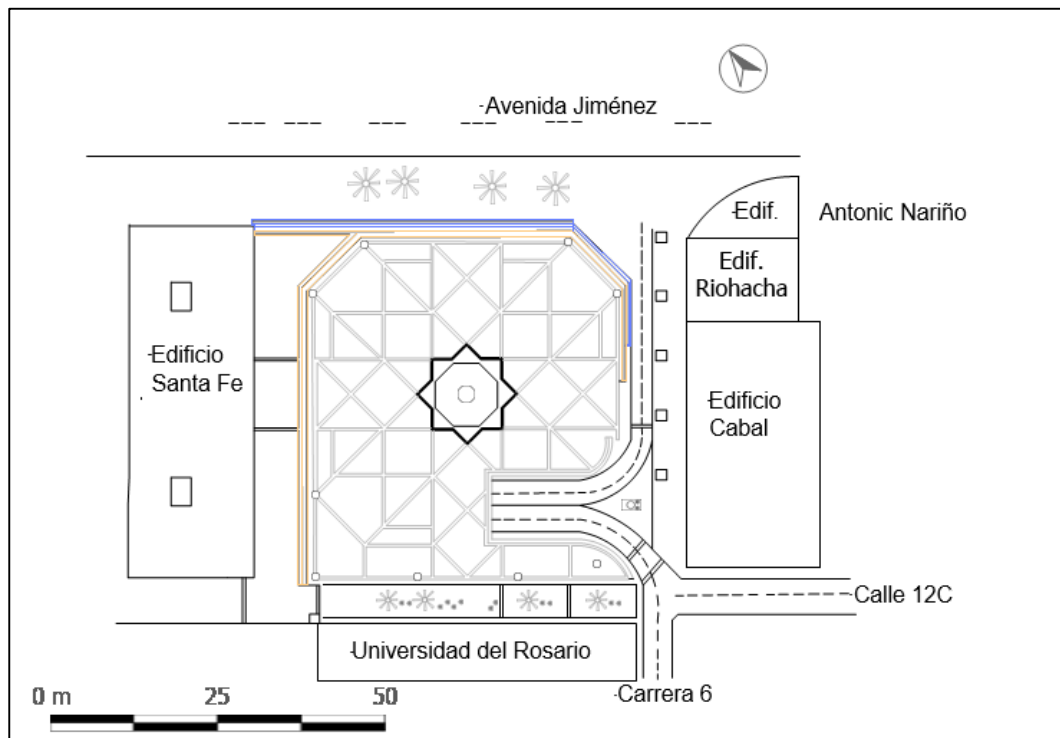 Avenida Jiménez
Edif.
Antonic Nariño
Edif.
Riohacha
Edificio
Santa Fe
Edificio
Cabal
Calle 12C
Universidad del Rosario
Carrera 6
0 m 25 50